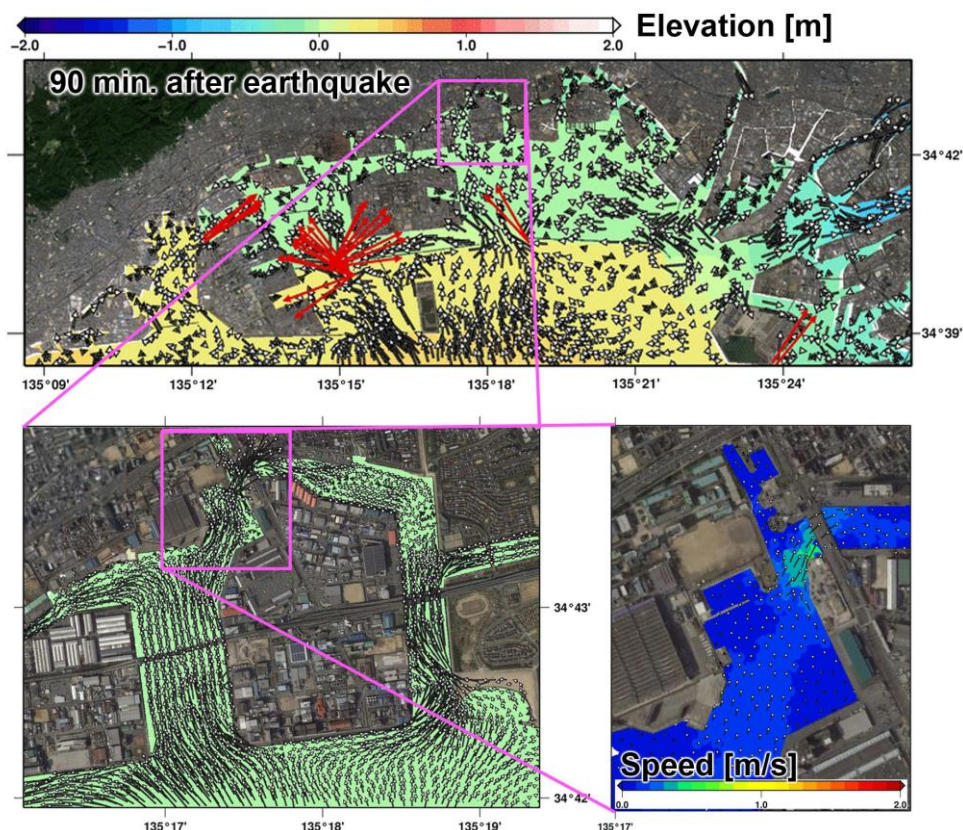 -2.0 -1.0 0.0 1.0 2.0
Elevation [m]
90 min. after earthquake
34°42'
34°39'
135°09' 135°12' 135°15' 135°18' 135°21' 135°24'
34°43'
34°42'
135°17' 135°18' 135°19'
Speed [m/s]
0.0 1.0 2.0
135°17'